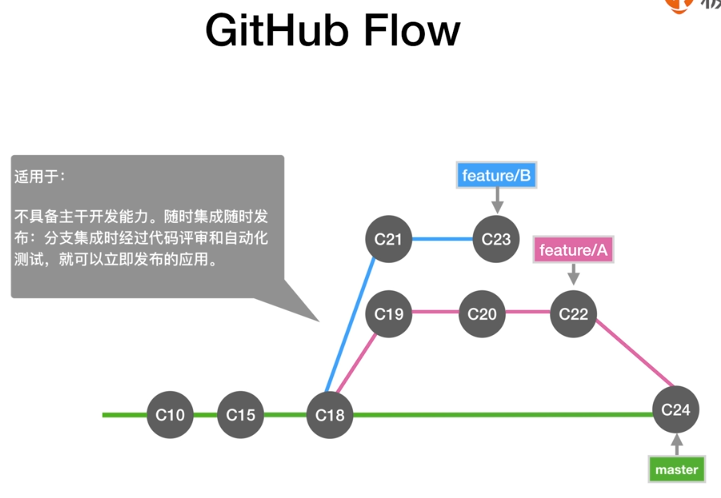 GitHub Flow
适用于：
不具备主干开发能力。随时集成随时发
布：分支集成时经过代码评审和自动化
测试，就可以立即发布的应用。
feature/B
C21
C23
feature/A
C19
C20
C22
C10
C15
C18
C24
master